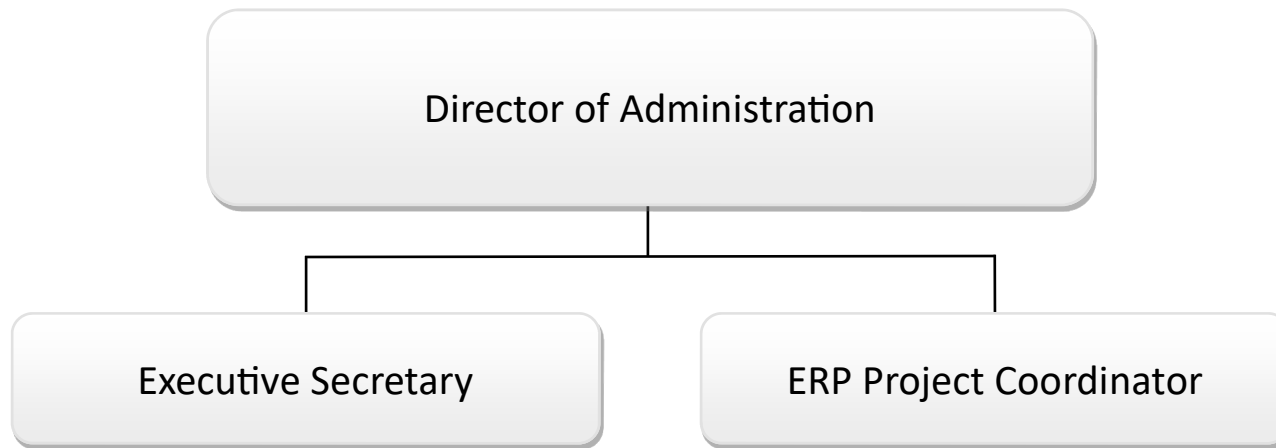 Director of Administration
Executive Secretary
ERP Project Coordinator